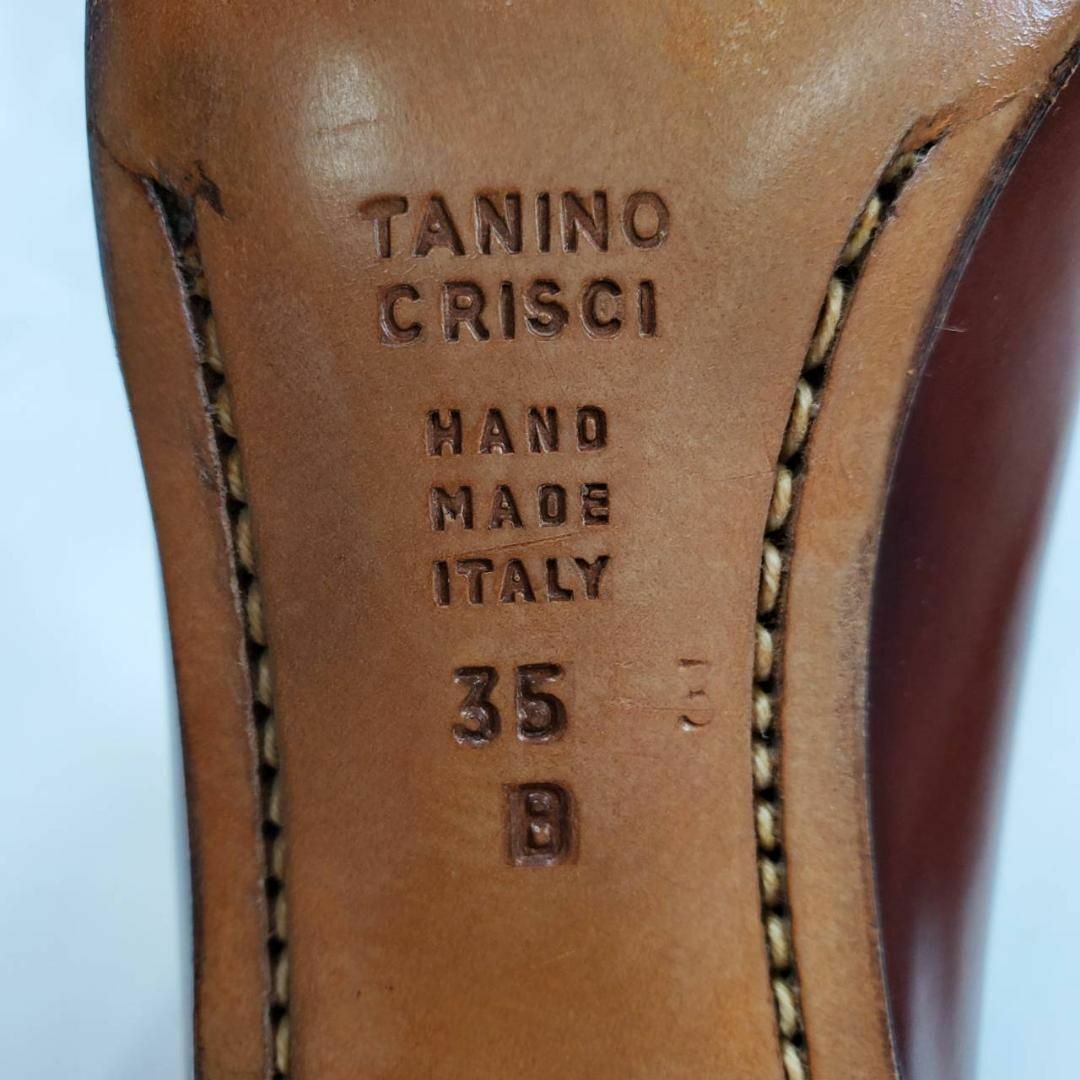 TANINO
CRISCI
HAND
MADE
ITALY
35
B